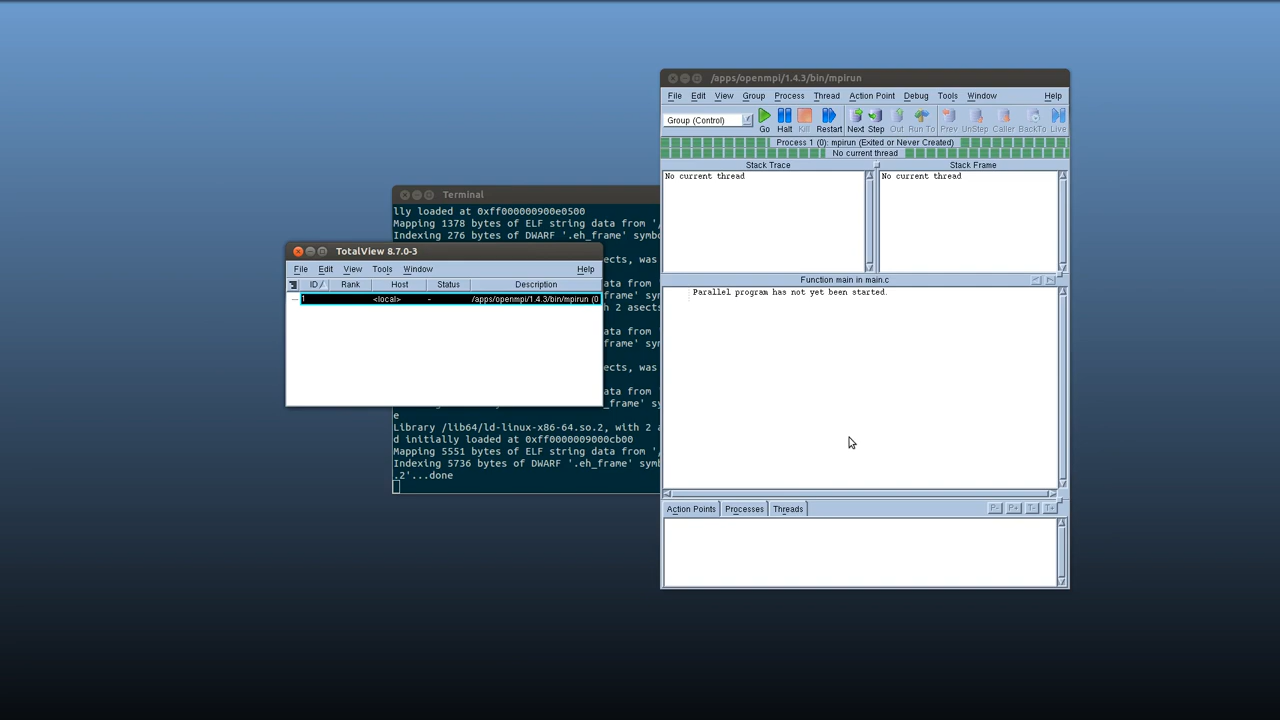 /apps/openmpi/1.4.3/bin/mpirun
File Edit View Group Process Thread Action Point Debug Tools Window Help
Group (Control)
Go Halt Kill Restart Next Step Out Run To Prev UnStep Caller BackTo Live
Process 1 (0): mpirun (Exited or Never Created)
No current thread
Stack Trace Stack Frame
No current thread No current thread
Function main in main.c
Parallel program has not yet been started.
Action Points Processes Threads P- P+ T- T+
Terminal
lly loaded at 0xff000000900e0500
Mapping 1378 bytes of ELF string data from '/
Indexing 276 bytes of DWARF '.eh_frame' symbo
ects, was
data from '
frame' sym
h 2 asects
data from '
frame' sym
ects, was
data from '
_frame' sy
e
Library /lib64/ld-linux-x86-64.so.2, with 2 a
d initially loaded at 0xff0000009000cb00
Mapping 5551 bytes of ELF string data from '/
Indexing 5736 bytes of DWARF '.eh_frame' symb
.2'...done
TotalView 8.7.0-3
File Edit View Tools Window Help
ID / Rank Host Status Description
1 <local> - /apps/openmpi/1.4.3/bin/mpirun (0